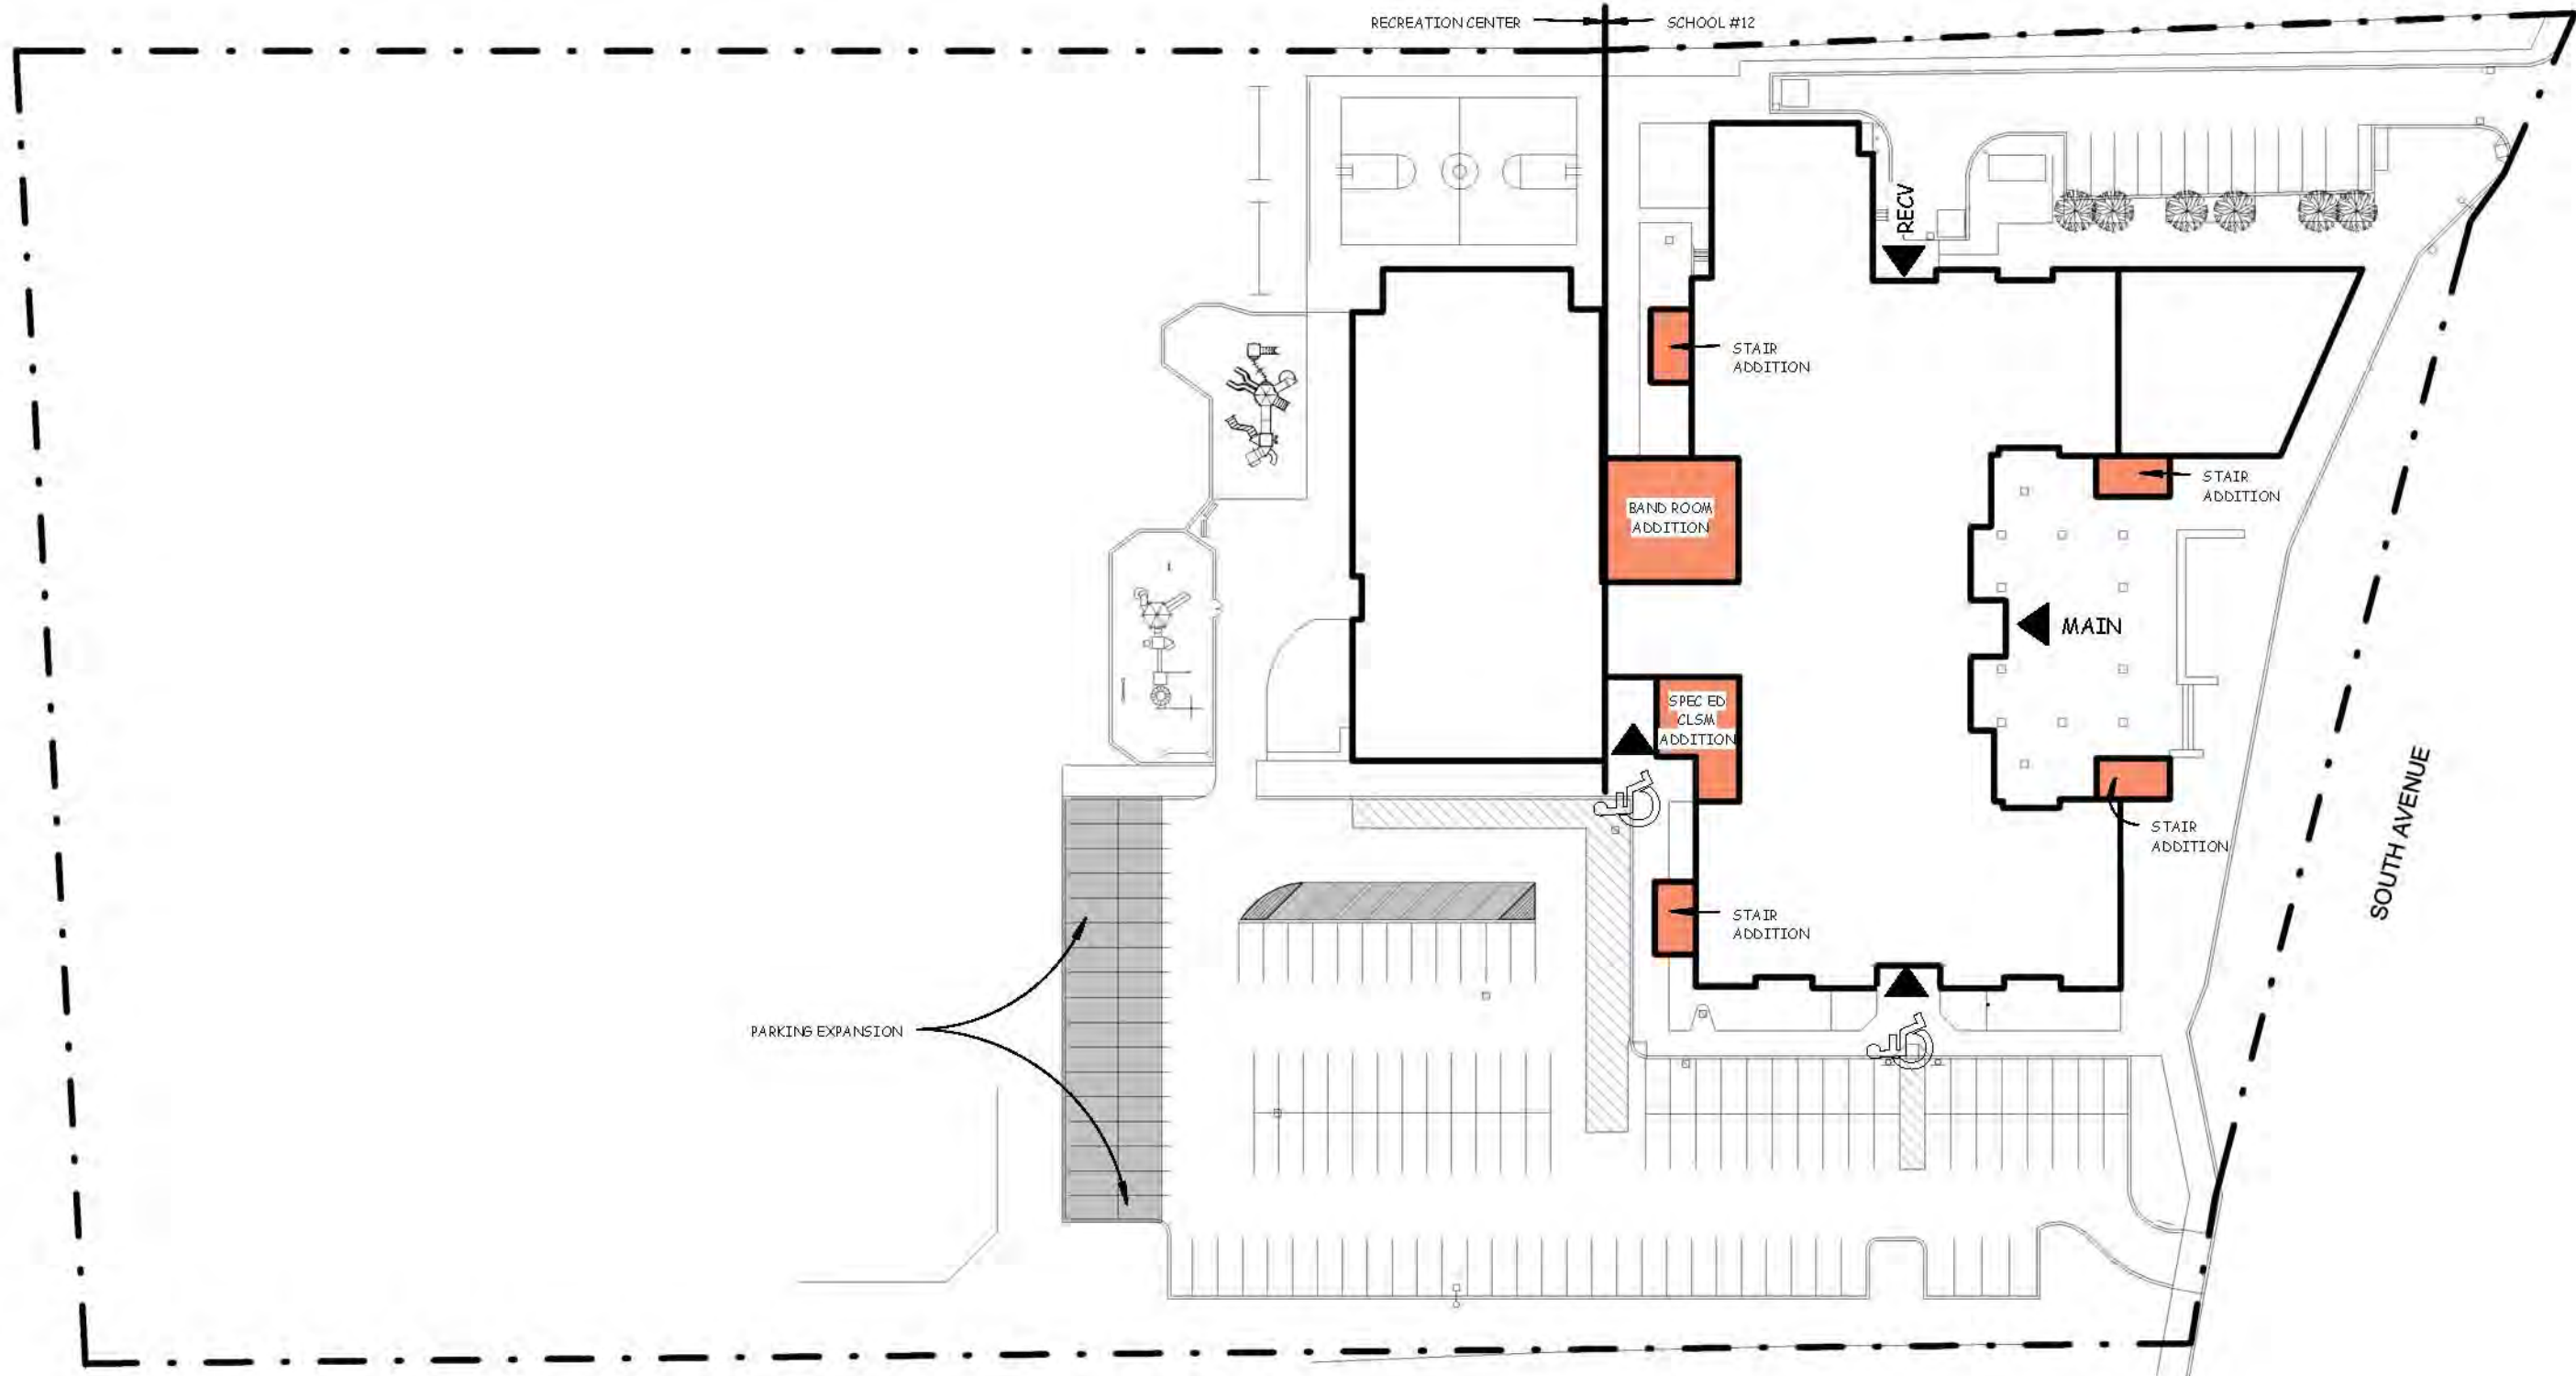 RECREATION CENTER
SCHOOL #12
RECV
STAIR
ADDITION
STAIR
ADDITION
BAND ROOM
ADDITION
MAIN
SPEC ED
CLSM
ADDITION
SOUTH AVENUE
STAIR
ADDITION
STAIR
ADDITION
PARKING EXPANSION